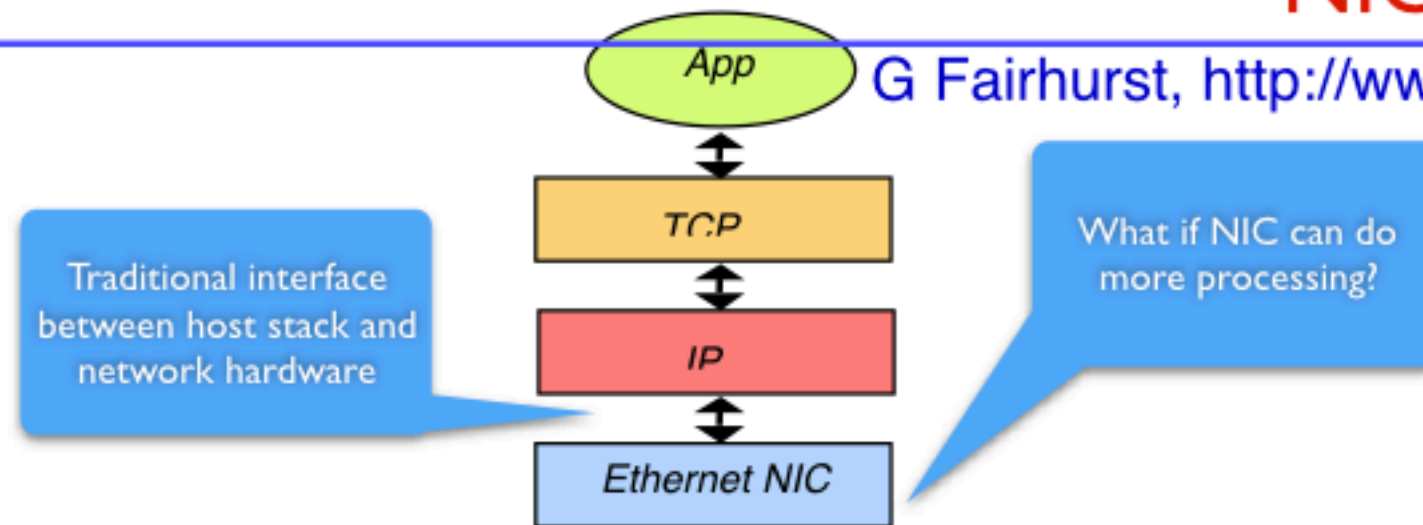 NIC
App
G Fairhurst, http://ww
TCP
Traditional interface
between host stack and
network hardware
What if NIC can do
more processing?
IP
Ethernet NIC